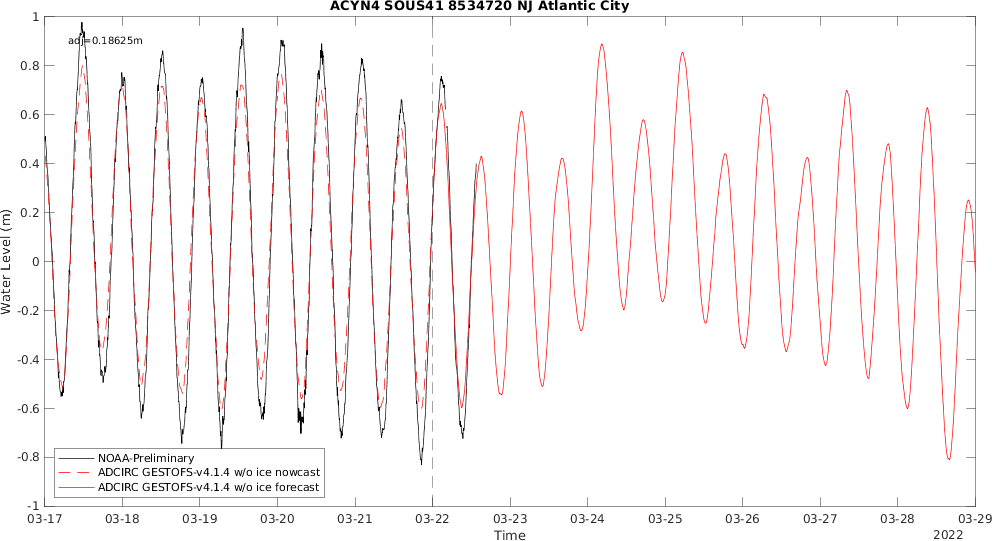 ACYN4 SOUS41 8534720 NJ Atlantic City
adj=0.18625m
1
0.8
0.6
0.4
0.2
0
-0.2
-0.4
-0.6
-0.8
-1
Water Level (m)
NOAA-Preliminary
ADCIRC GESTOFS-v4.1.4 w/o ice nowcast
ADCIRC GESTOFS-v4.1.4 w/o ice forecast
03-17 03-18 03-19 03-20 03-21 03-22 03-23 03-24 03-25 03-26 03-27 03-28 03-29
Time
2022